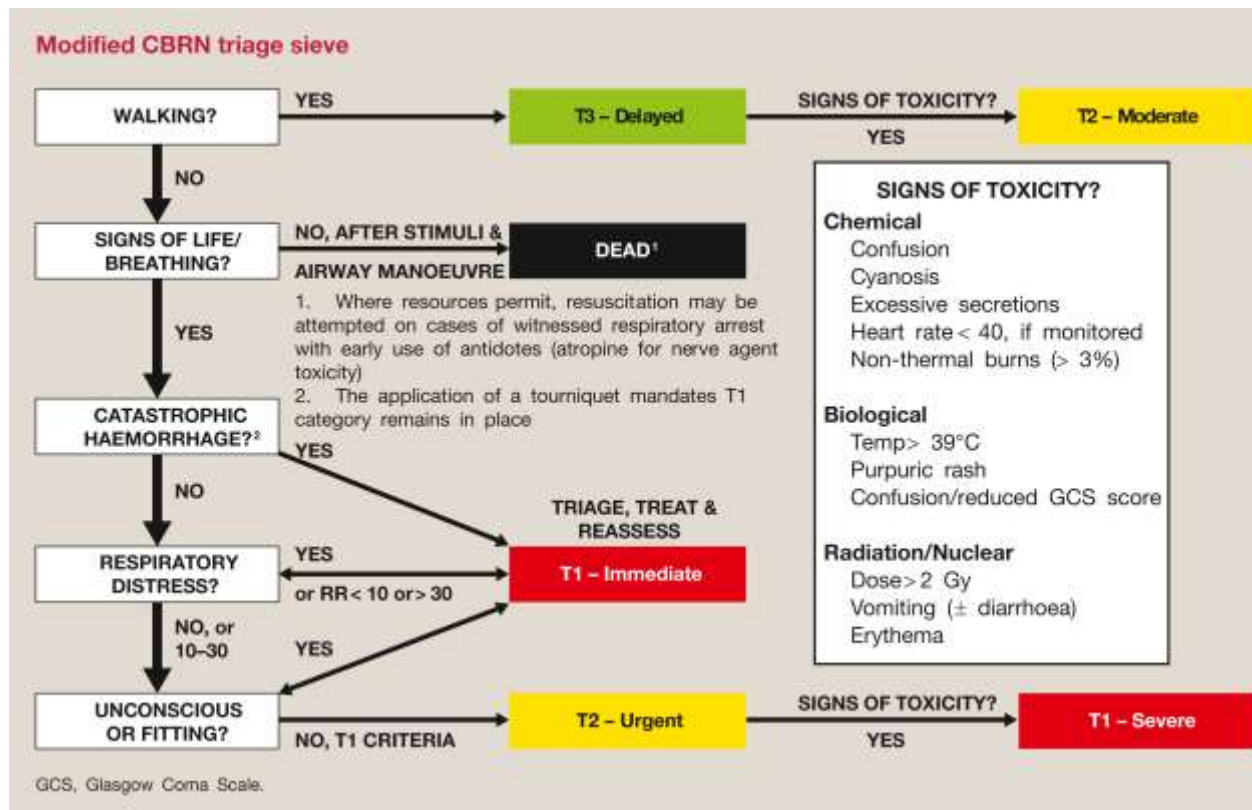 Modified CBRN triage sieve
WALKING?
YES
T3 – Delayed
SIGNS OF TOXICITY?
YES
T2 – Moderate
NO
SIGNS OF LIFE/
BREATHING?
NO, AFTER STIMULI &
AIRWAY MANOEUVRE
DEAD¹
1. Where resources permit, resuscitation may be
attempted on cases of witnessed respiratory arrest
with early use of antidotes (atropine for nerve agent
toxicity)
2. The application of a tourniquet mandates T1
category remains in place
YES
CATASTROPHIC
HAEMORRHAGE?²
YES
NO
TRIAGE, TREAT &
REASSESS
RESPIRATORY
DISTRESS?
YES
or RR< 10 or> 30
T1 – Immediate
NO, or
10–30
YES
UNCONSCIOUS
OR FITTING?
NO, T1 CRITERIA
T2 – Urgent
SIGNS OF TOXICITY?
YES
T1 – Severe
SIGNS OF TOXICITY?
Chemical
Confusion
Cyanosis
Excessive secretions
Heart rate< 40, if monitored
Non-thermal burns (> 3%)
Biological
Temp> 39°C
Purpuric rash
Confusion/reduced GCS score
Radiation/Nuclear
Dose>2 Gy
Vomiting (± diarrhoea)
Erythema
GCS, Glasgow Coma Scale.